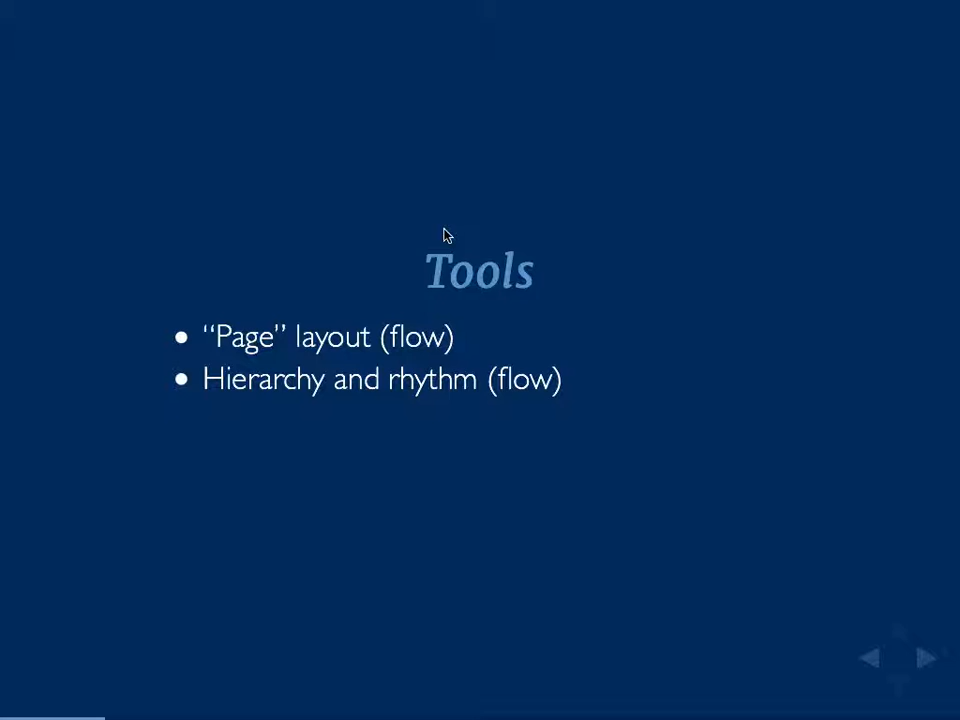 Tools
• “Page” layout (flow)
• Hierarchy and rhythm (flow)